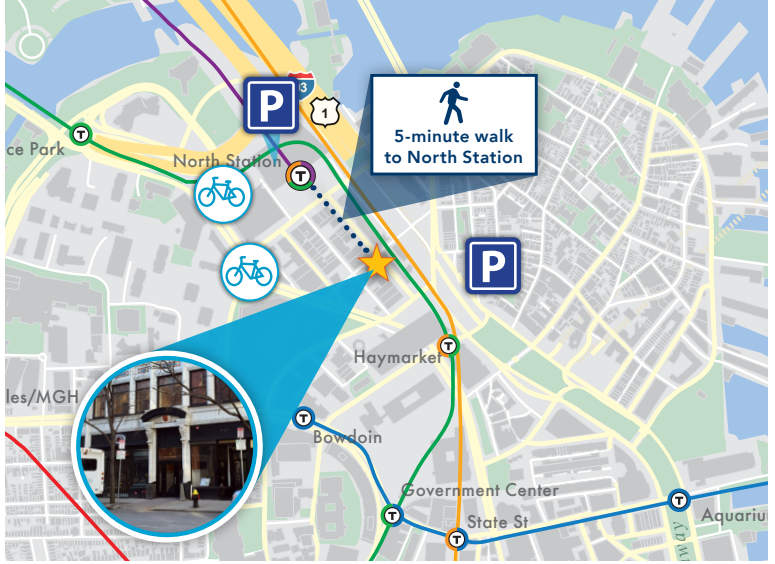 93
P
1
5-minute walk
to North Station
T
ce Park
North Station
T
P
T
Haymarket
les/MGH
T
Bowdoin
Government Center
T
State St
T
T
Aquariu
way